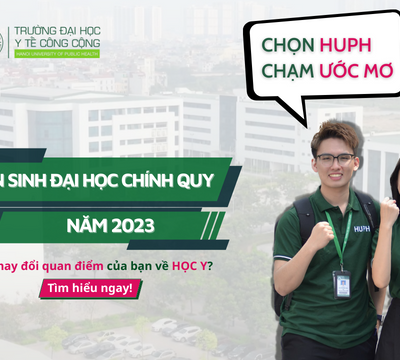 TRƯỜNG ĐẠI HỌC
Y TẾ CÔNG CỘNG
HANOI UNIVERSITY OF PUBLIC HEALTH
CHỌN HUPH
CHẠM ƯỚC MƠ
N SINH ĐẠI HỌC CHÍNH QUY
NĂM 2023
hay đổi quan điểm của bạn về HỌC Y?
Tìm hiểu ngay!
HUPH